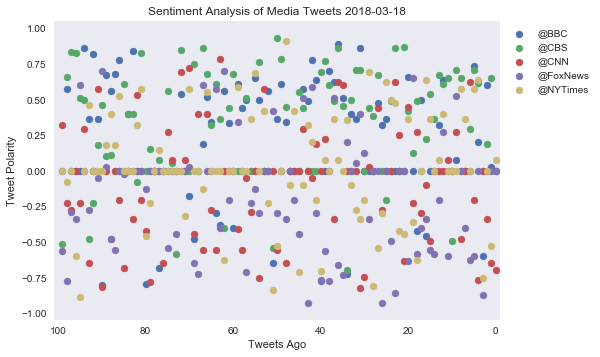 Sentiment Analysis of Media Tweets 2018-03-18
1.00
0.75
0.50
0.25
0.00
−0.25
−0.50
−0.75
−1.00
Tweet Polarity
100
80
60
40
20
0
Tweets Ago
@BBC
@CBS
@CNN
@FoxNews
@NYTimes